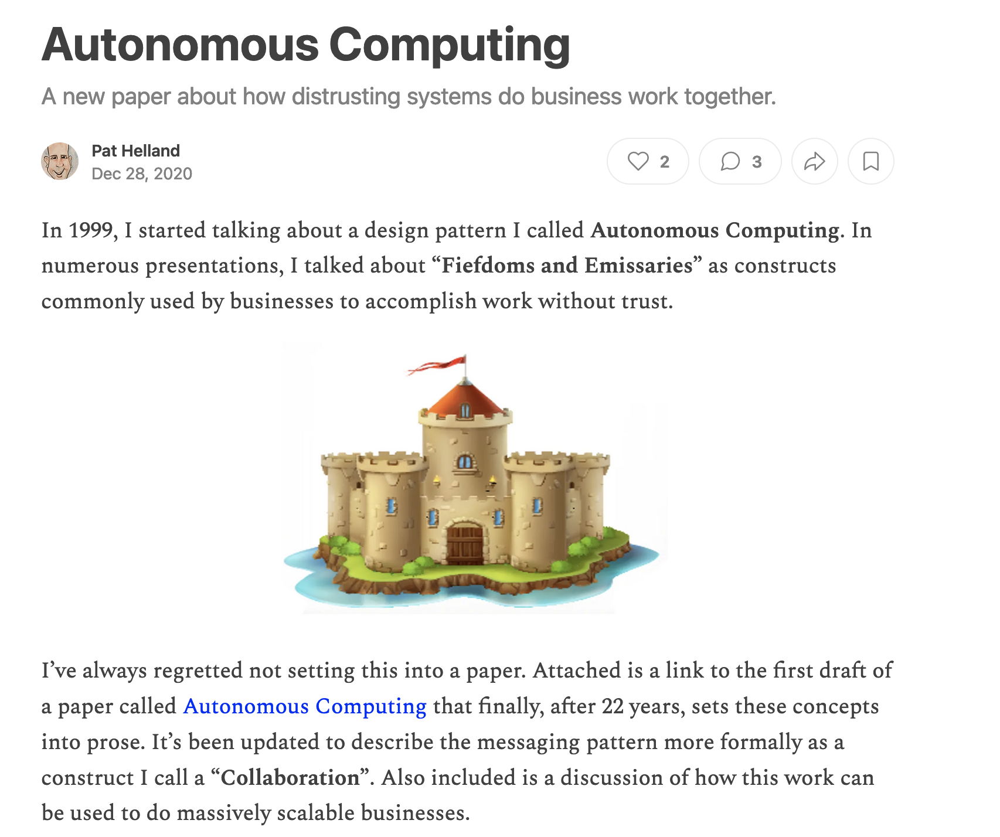 Autonomous Computing
A new paper about how distrusting systems do business work together.
Pat Helland
Dec 28, 2020
2
3
In 1999, I started talking about a design pattern I called Autonomous Computing. In
numerous presentations, I talked about “Fiefdoms and Emissaries” as constructs
commonly used by businesses to accomplish work without trust.
I’ve always regretted not setting this into a paper. Attached is a link to the first draft of
a paper called Autonomous Computing that finally, after 22 years, sets these concepts
into prose. It’s been updated to describe the messaging pattern more formally as a
construct I call a “Collaboration”. Also included is a discussion of how this work can
be used to do massively scalable businesses.